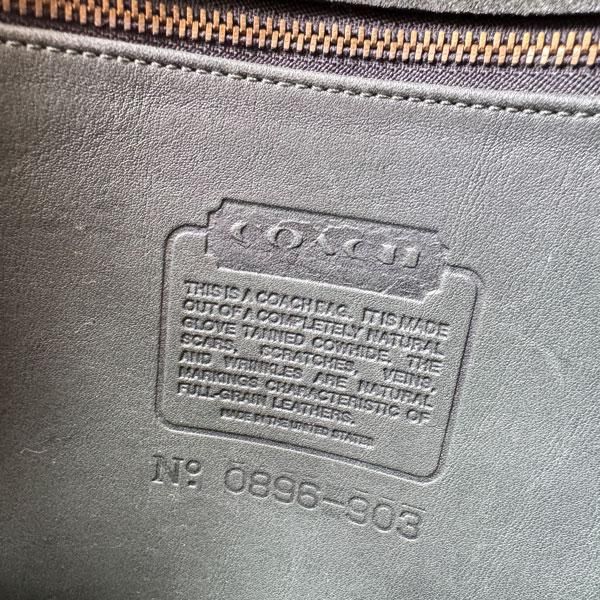 COACH
THIS IS A COACH BAG. IT IS MADE
OUT OF A COMPLETELY NATURAL
GLOVE TANNED COWHIDE. THE
SCARS, SCRATCHES, VEINS,
AND WRINKLES ARE NATURAL
MARKINGS CHARACTERISTIC OF
FULL-GRAIN LEATHERS.
MADE IN THE UNITED STATES
No: 0896-903